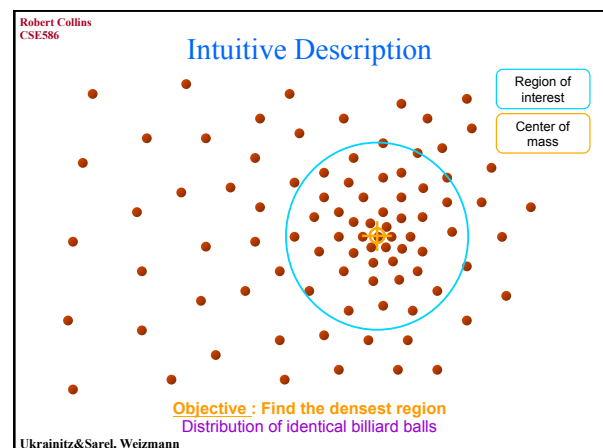 Robert Collins
CSE586
Intuitive Description
Region of
interest
Center of
mass
Objective : Find the densest region
Distribution of identical billiard balls
Ukrainitz&Sarel, Weizmann